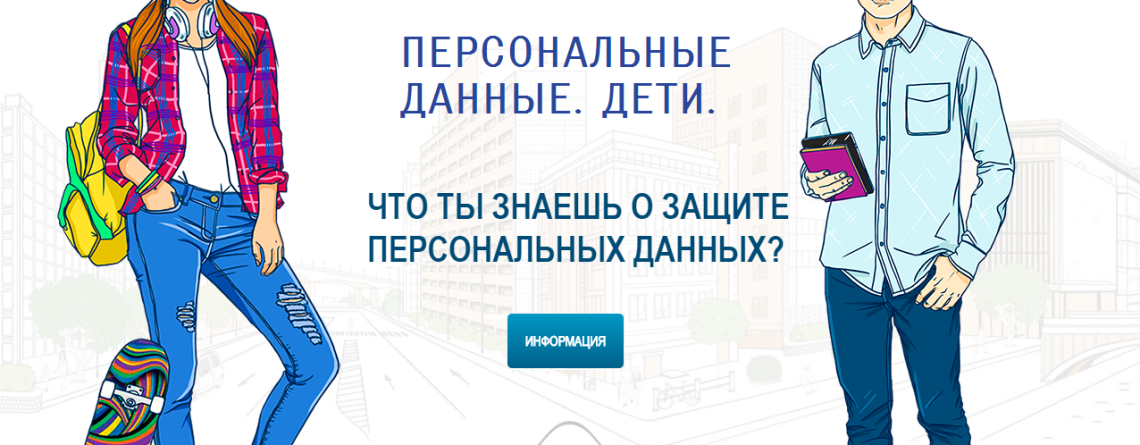 ПЕРСОНАЛЬНЫЕ
ДАННЫЕ. ДЕТИ.
ЧТО ТЫ ЗНАЕШЬ О ЗАЩИТЕ
ПЕРСОНАЛЬНЫХ ДАННЫХ?
ИНФОРМАЦИЯ